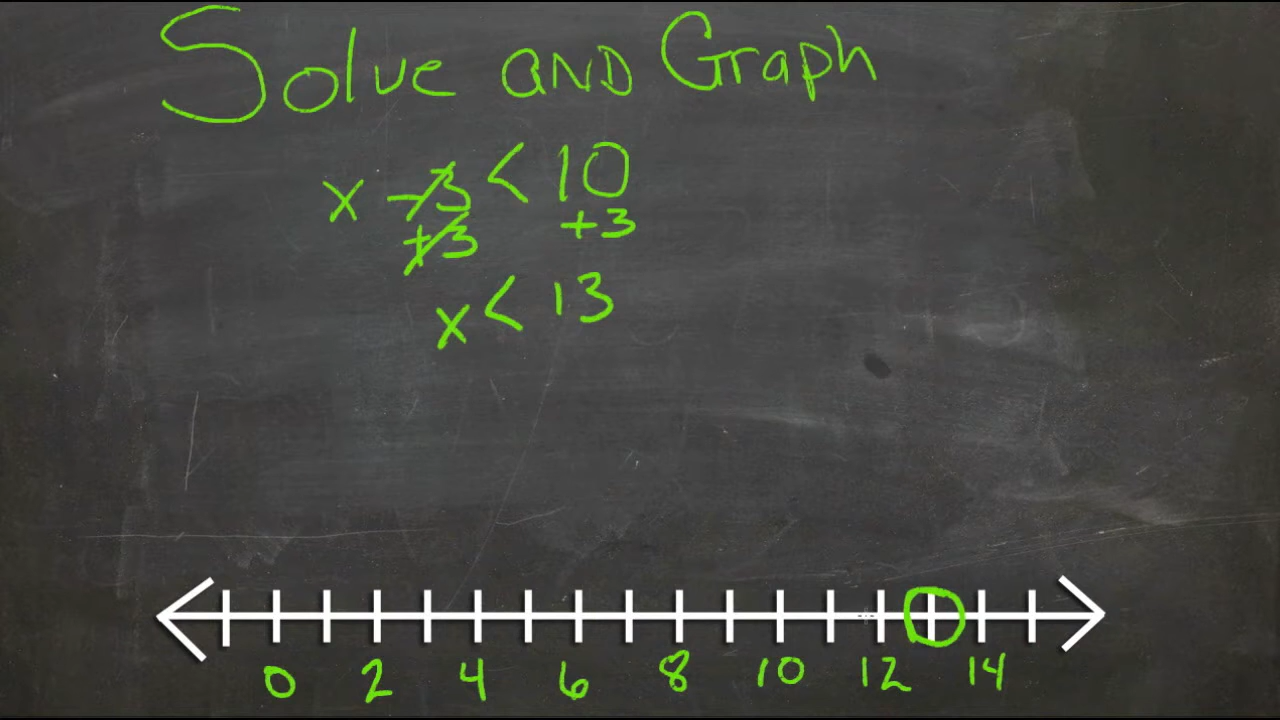 Solve AND Graph
x - 3 < 10
+3 +3
x < 13
0 2 4 6 8 10 12 14